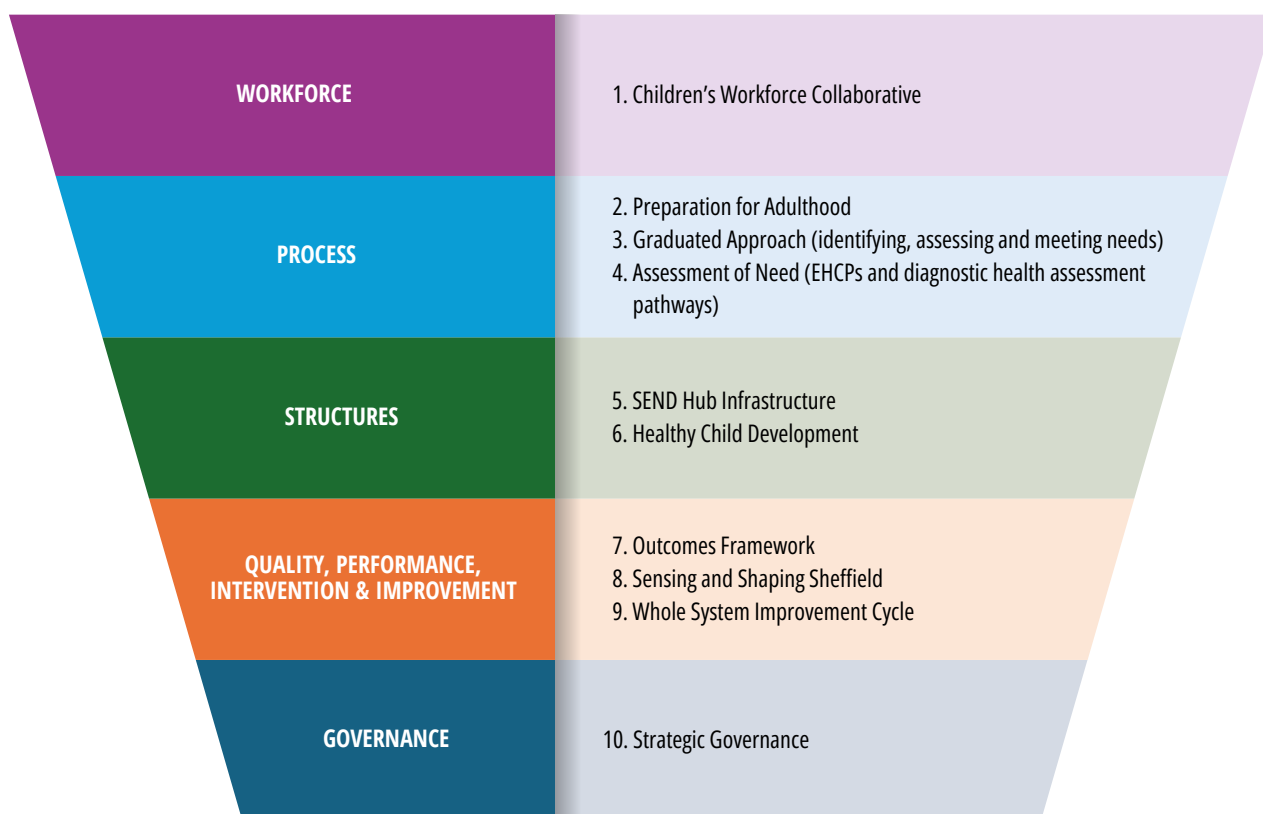 WORKFORCE
1. Children’s Workforce Collaborative
PROCESS
2. Preparation for Adulthood
3. Graduated Approach (identifying, assessing and meeting needs)
4. Assessment of Need (EHCPs and diagnostic health assessment
pathways)
STRUCTURES
5. SEND Hub Infrastructure
6. Healthy Child Development
QUALITY, PERFORMANCE,
INTERVENTION & IMPROVEMENT
7. Outcomes Framework
8. Sensing and Shaping Sheffield
9. Whole System Improvement Cycle
GOVERNANCE
10. Strategic Governance